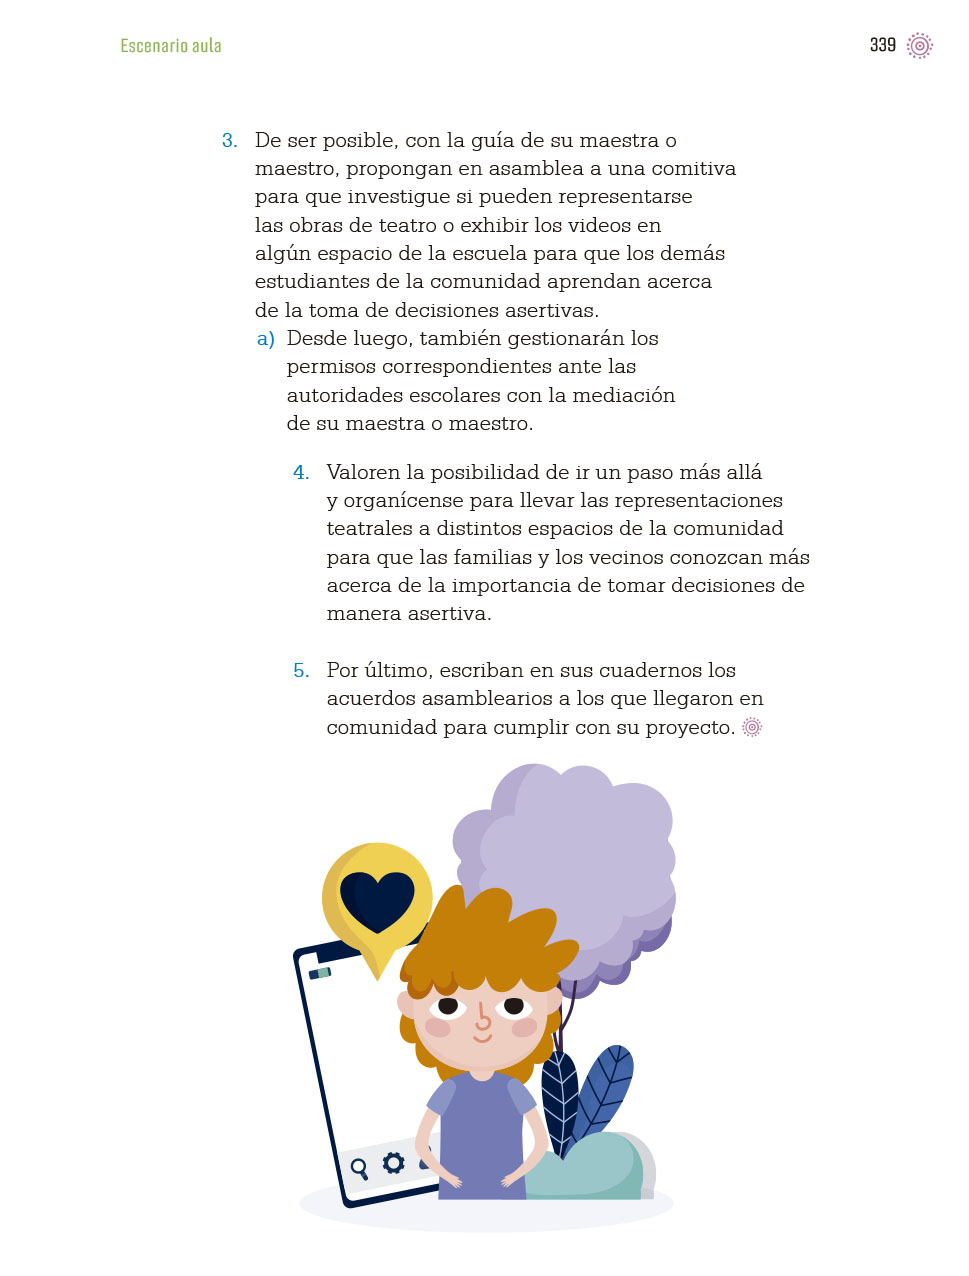 Escenario aula
339
3. De ser posible, con la guía de su maestra o
maestro, propongan en asamblea a una comitiva
para que investigue si pueden representarse
las obras de teatro o exhibir los videos en
algún espacio de la escuela para que los demás
estudiantes de la comunidad aprendan acerca
de la toma de decisiones asertivas.
a) Desde luego, también gestionarán los
permisos correspondientes ante las
autoridades escolares con la mediación
de su maestra o maestro.
4. Valoren la posibilidad de ir un paso más allá
y organícense para llevar las representaciones
teatrales a distintos espacios de la comunidad
para que las familias y los vecinos conozcan más
acerca de la importancia de tomar decisiones de
manera asertiva.
5. Por último, escriban en sus cuadernos los
acuerdos asamblearios a los que llegaron en
comunidad para cumplir con su proyecto.